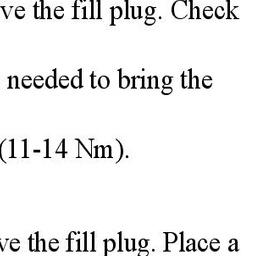 ve the fill plug. Check
needed to bring the
(11-14 Nm).
ve the fill plug. Place a